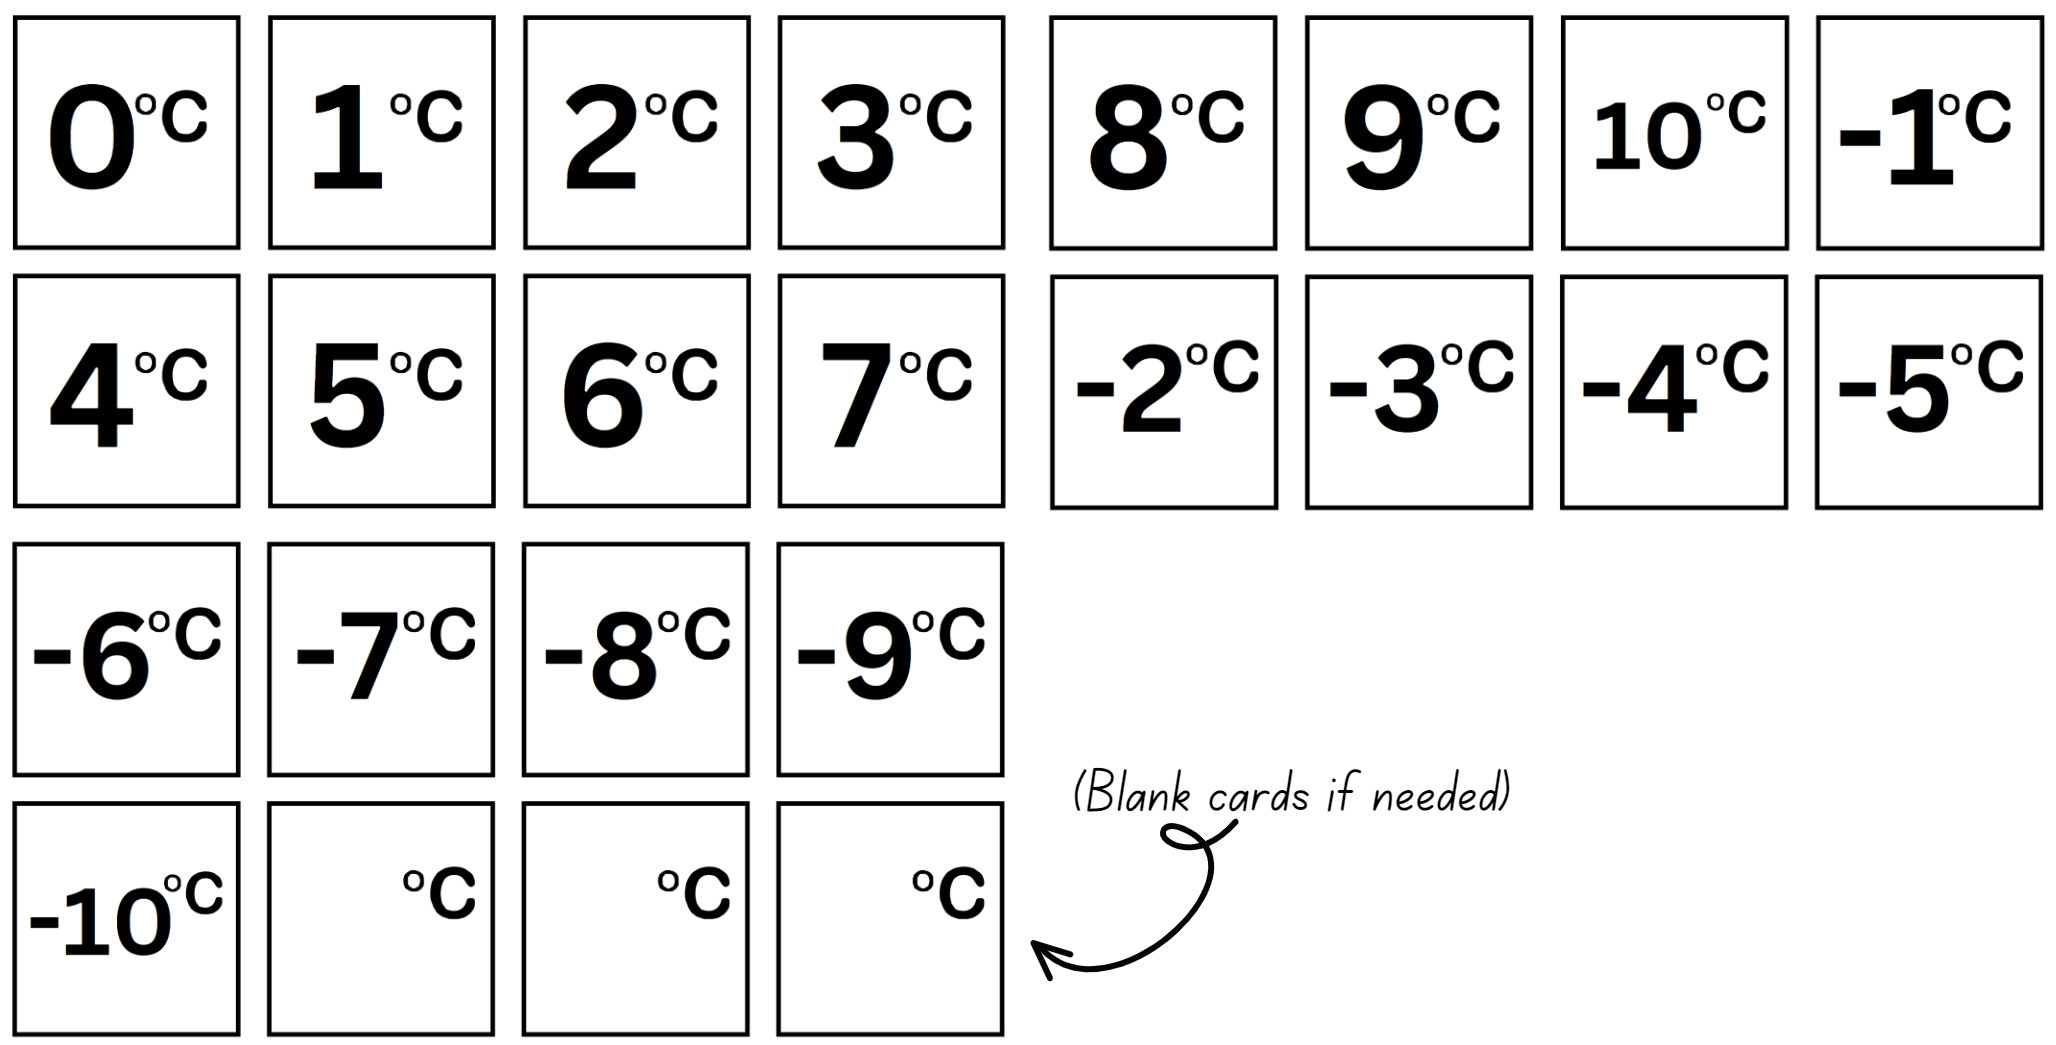 0°C 1°C 2°C 3°C
4°C 5°C 6°C 7°C
8°C 9°C 10°C -1°C
-2°C -3°C -4°C -5°C
-6°C -7°C -8°C -9°C
-10°C °C °C °C
(Blank cards if needed)